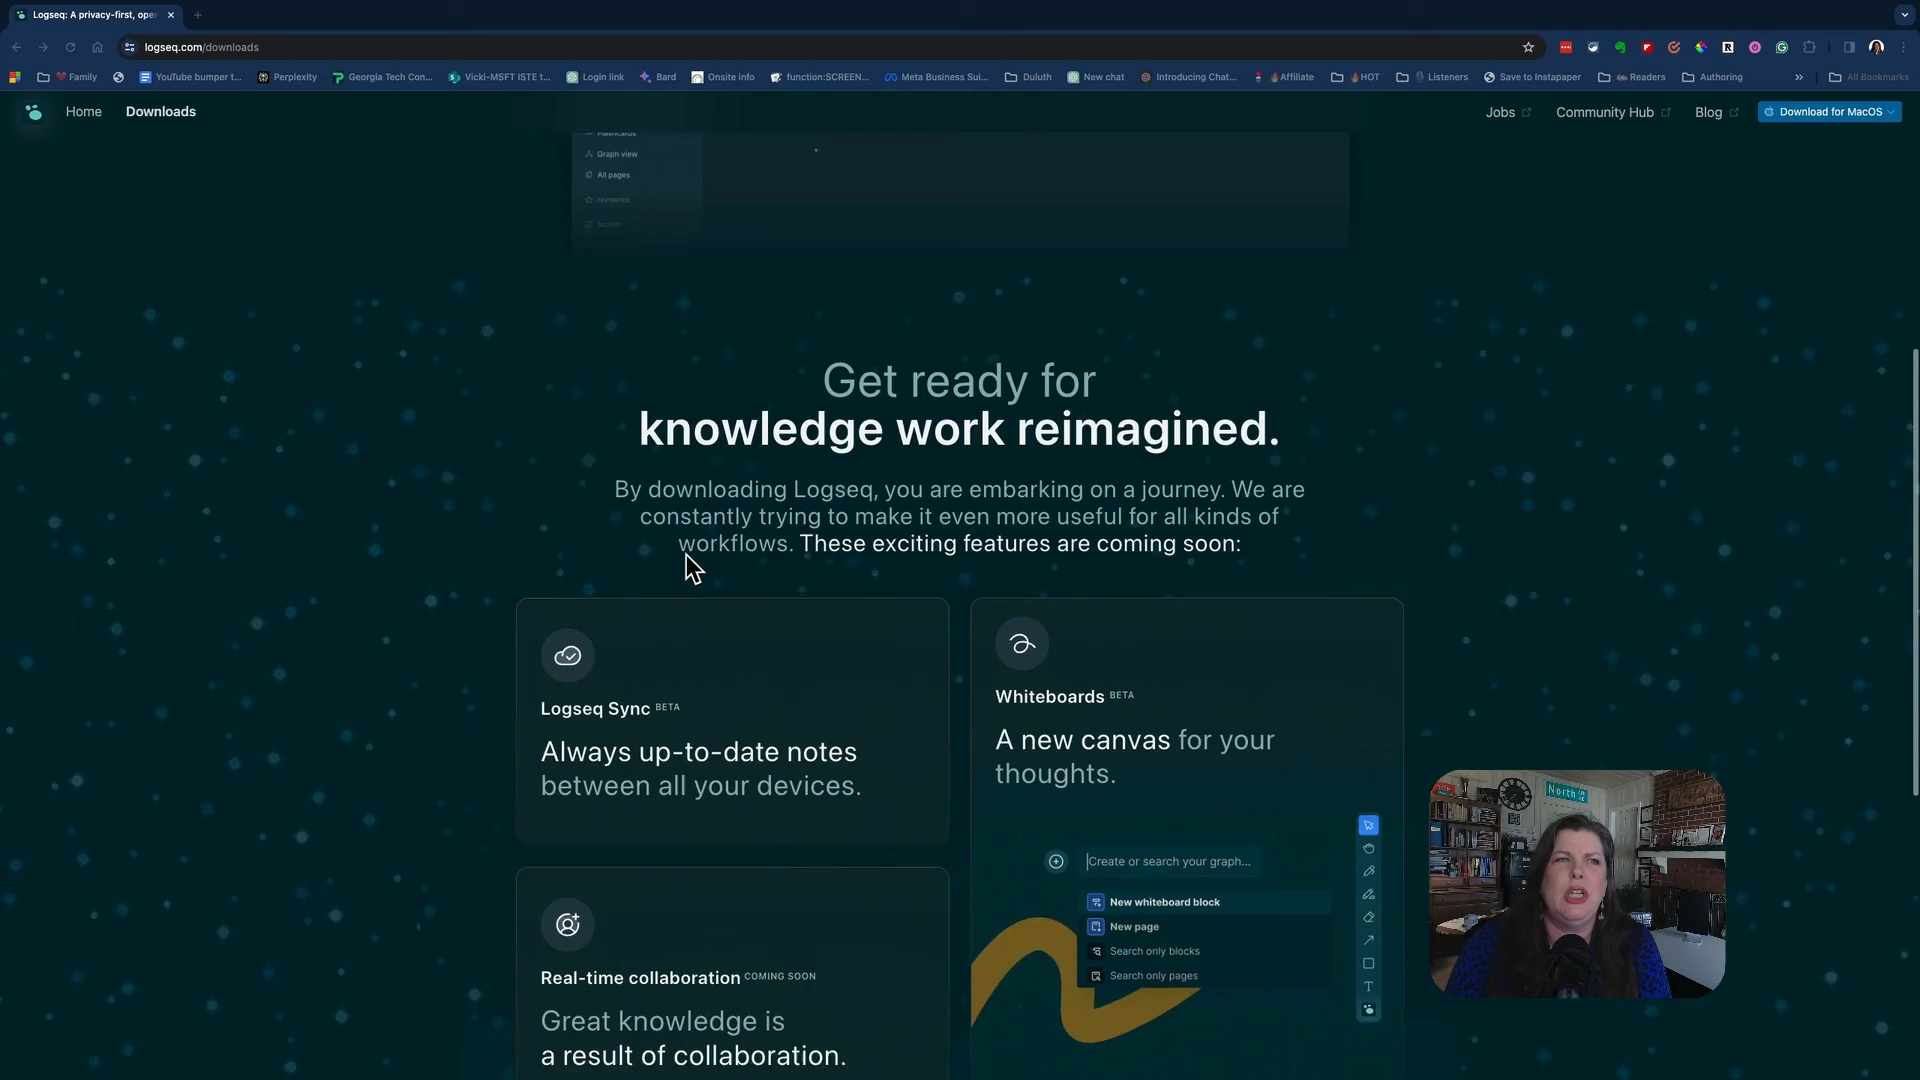 Logseq: A privacy-first, ope
logseq.com/downloads
Family
YouTube bumper t...
Perplexity
Georgia Tech Con...
Vicki-MSFT ISTE t...
Login link
Bard
Onsite info
function:SCREEN...
Meta Business Sui...
Duluth
New chat
Introducing Chat...
Affiliate
HOT
Listeners
Save to Instapaper
Readers
Authoring
All Bookmarks
Home
Downloads
Jobs
Community Hub
Blog
Download for MacOS
Flashcards
Graph view
All pages
FAVORITES
Get ready for
knowledge work reimagined.
By downloading Logseq, you are embarking on a journey. We are
constantly trying to make it even more useful for all kinds of
workflows. These exciting features are coming soon:
Logseq Sync BETA
Always up-to-date notes
between all your devices.
Whiteboards BETA
A new canvas for your
thoughts.
Create or search your graph...
New whiteboard block
New page
Search only blocks
Search only pages
Real-time collaboration COMING SOON
Great knowledge is
a result of collaboration.
North